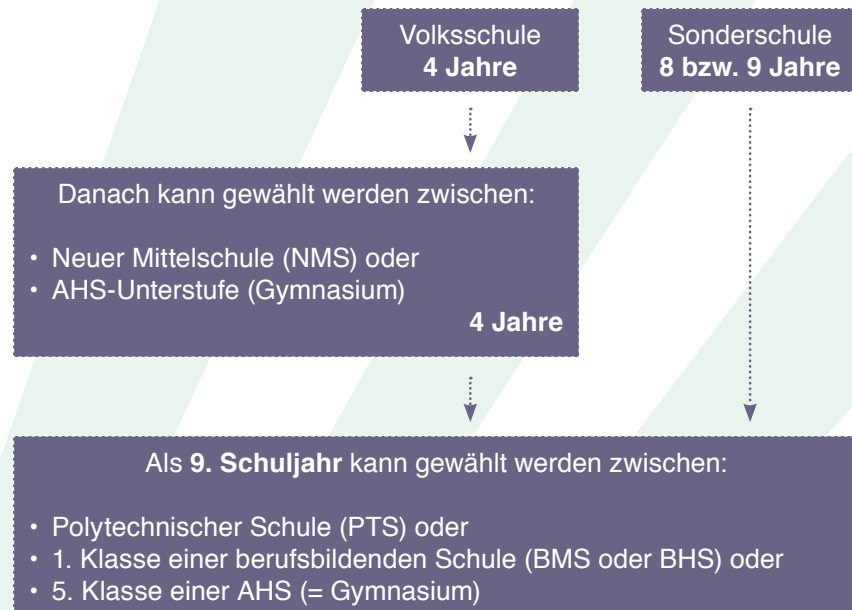 Volksschule
4 Jahre
Sonderschule
8 bzw. 9 Jahre
Danach kann gewählt werden zwischen:
• Neuer Mittelschule (NMS) oder
• AHS-Unterstufe (Gymnasium)
4 Jahre
Als 9. Schuljahr kann gewählt werden zwischen:
• Polytechnischer Schule (PTS) oder
• 1. Klasse einer berufsbildenden Schule (BMS oder BHS) oder
• 5. Klasse einer AHS (= Gymnasium)